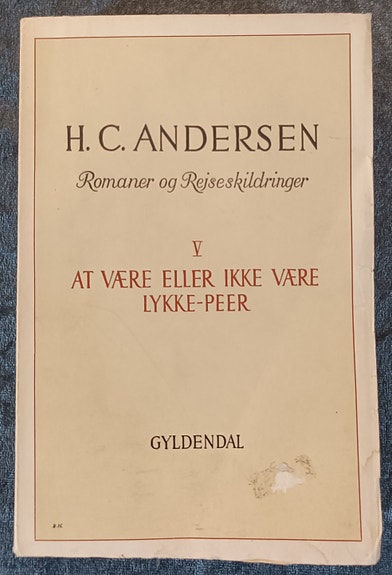 H. C. ANDERSEN
Romaner og Rejseskildringer
V
AT VÆRE ELLER IKKE VÆRE
LYKKE-PEER
GYLDENDAL